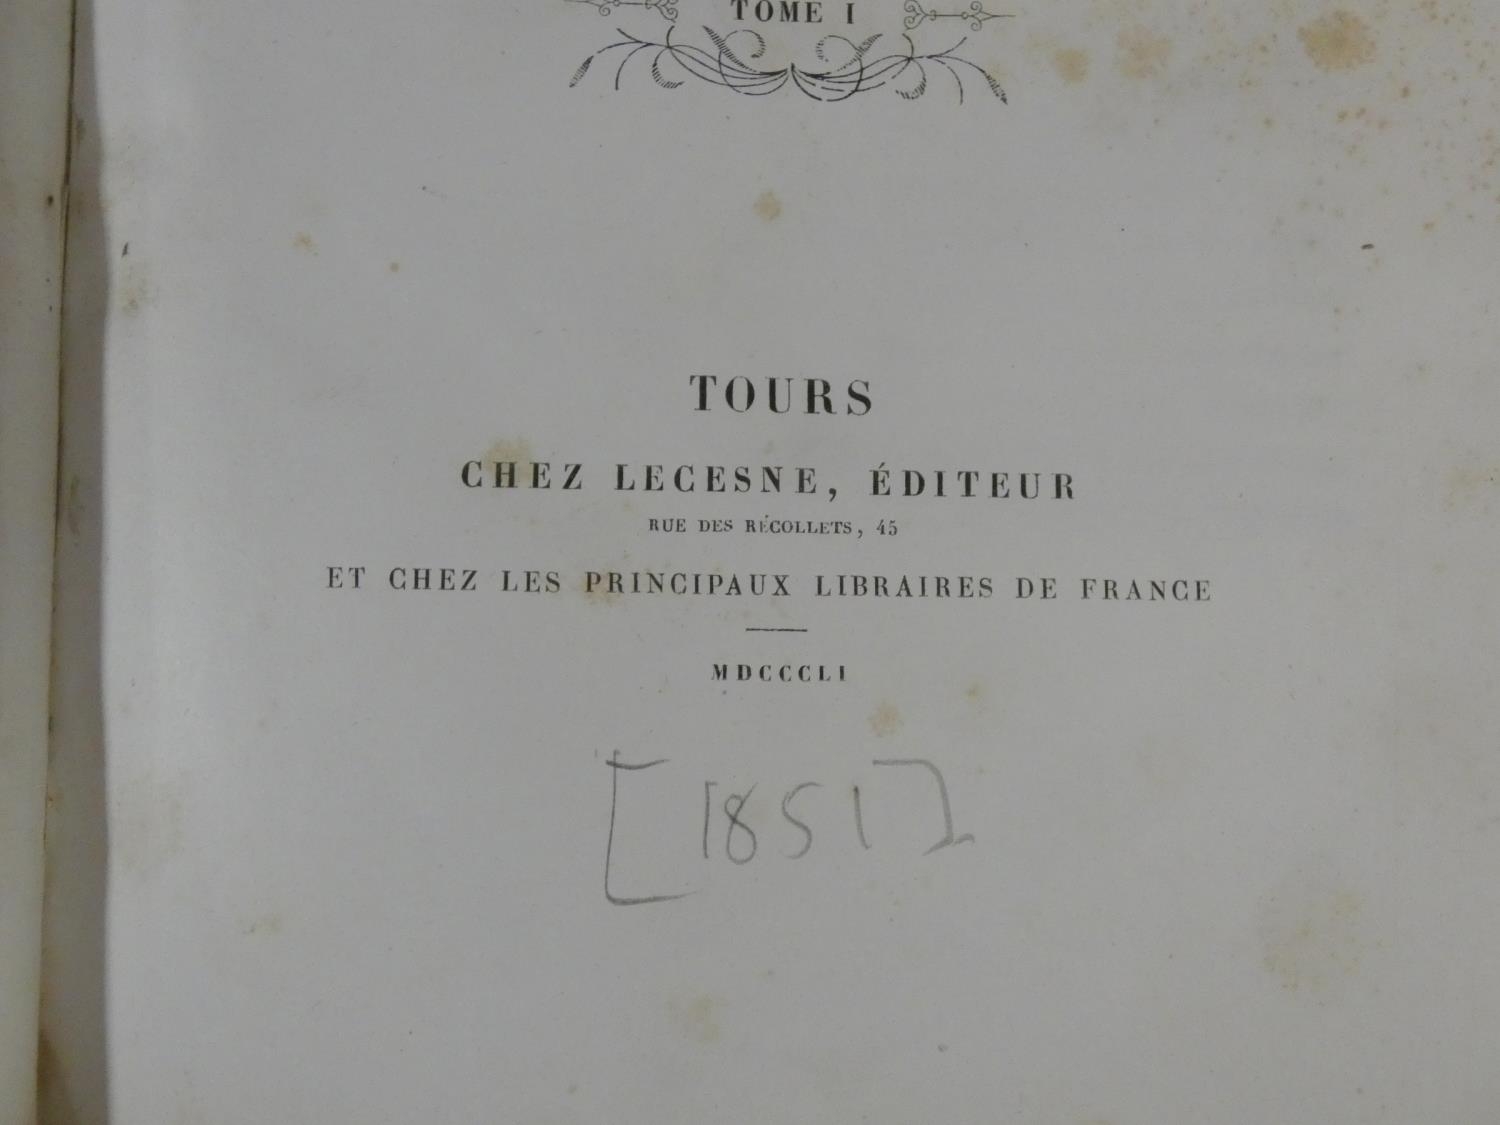 TOME I
TOURS
CHEZ LECESNE, ÉDITEUR
RUE DES RÉCOLLETS, 45
ET CHEZ LES PRINCIPAUX LIBRAIRES DE FRANCE
MDCCCLI
[1851]